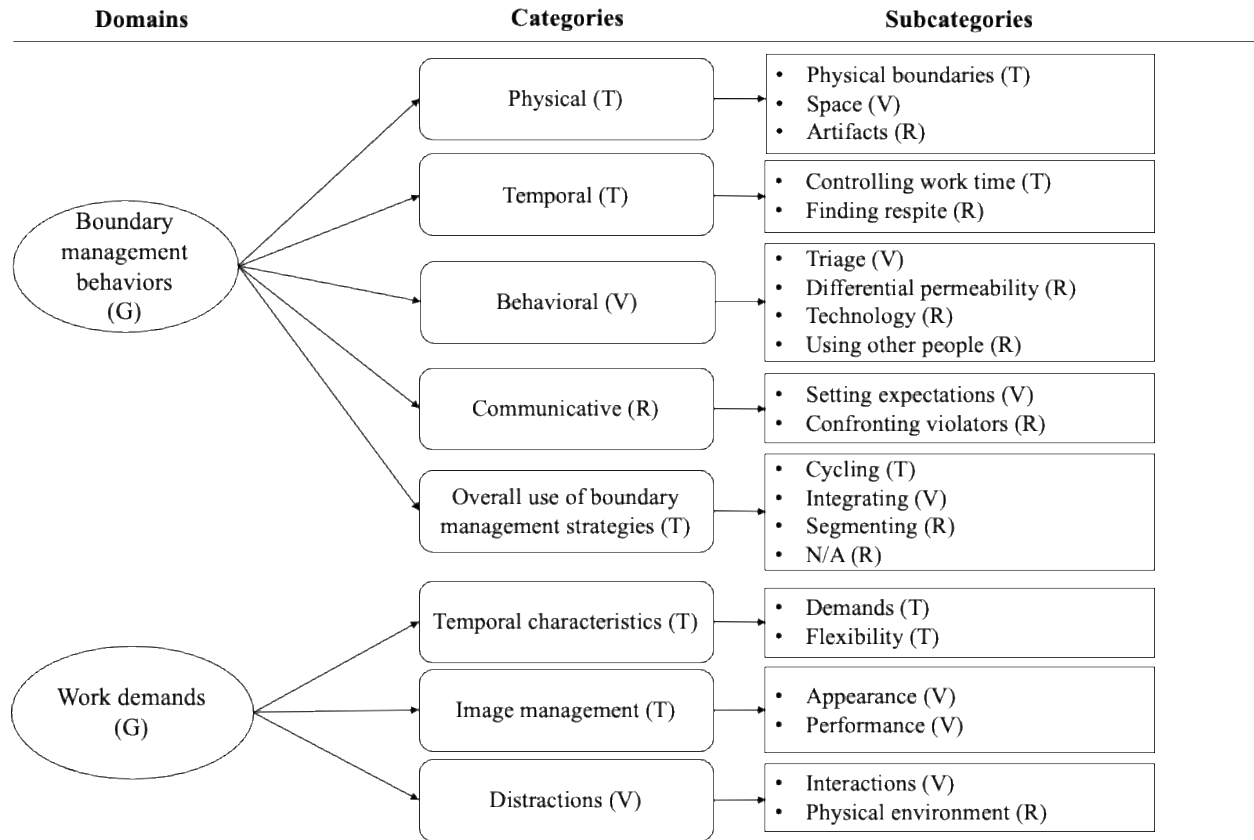 Domains
Categories
Subcategories
Boundary
management
behaviors
(G)
Physical (T)
• Physical boundaries (T)
• Space (V)
• Artifacts (R)
Temporal (T)
• Controlling work time (T)
• Finding respite (R)
Behavioral (V)
• Triage (V)
• Differential permeability (R)
• Technology (R)
• Using other people (R)
Communicative (R)
• Setting expectations (V)
• Confronting violators (R)
Overall use of boundary
management strategies (T)
• Cycling (T)
• Integrating (V)
• Segmenting (R)
• N/A (R)
Work demands
(G)
Temporal characteristics (T)
• Demands (T)
• Flexibility (T)
Image management (T)
• Appearance (V)
• Performance (V)
Distractions (V)
• Interactions (V)
• Physical environment (R)